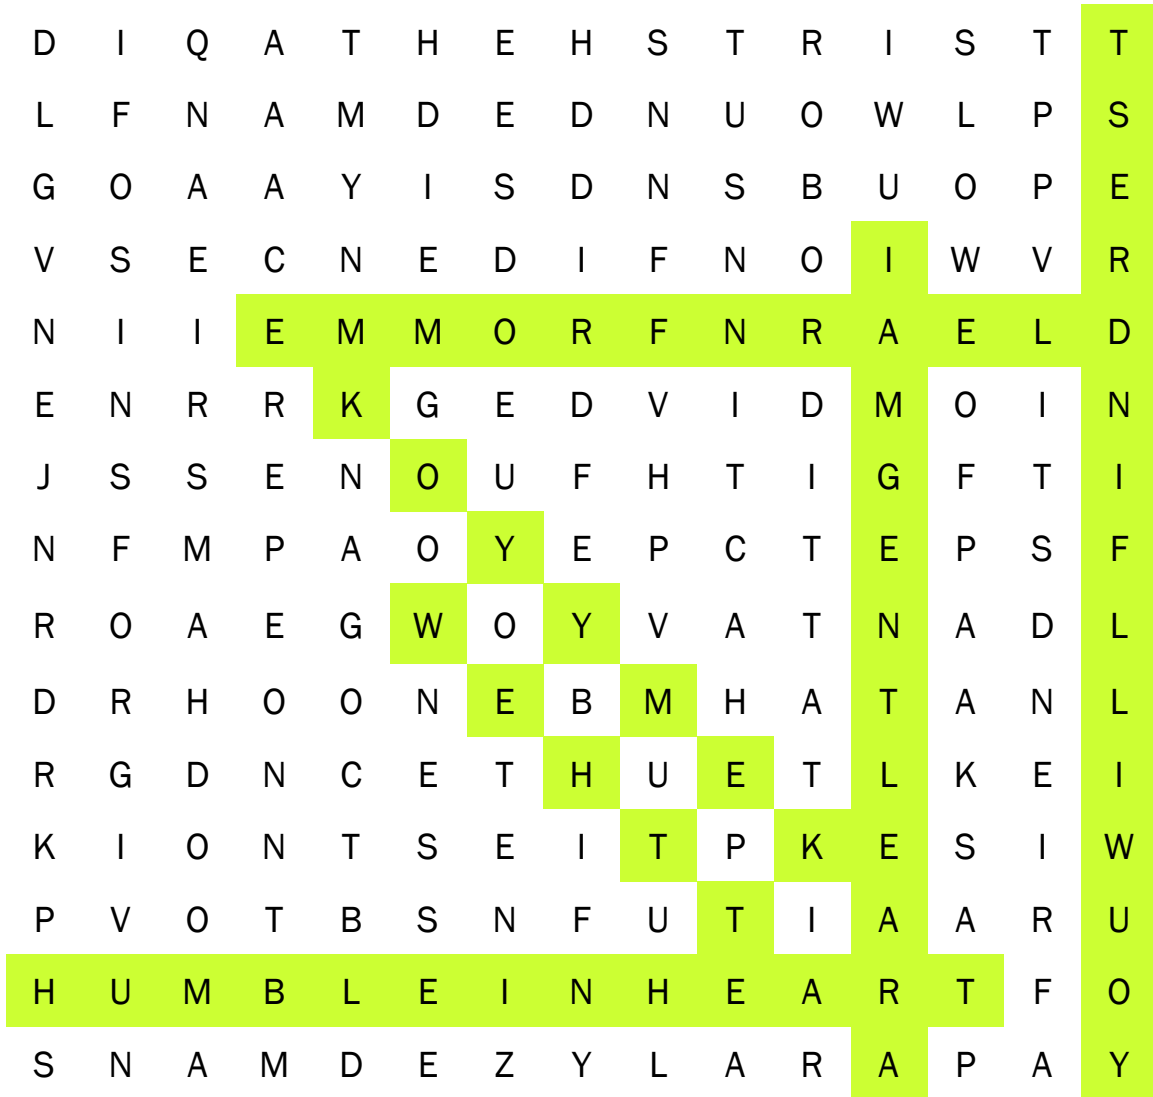 D I Q A T H E H S T R I S T T
L F N A M D E D N U O W L P S
G O A A Y I S D N S B U O P E
V S E C N E D I F N O I W V R
N I I E M M O R F N R A E L D
E N R R K G E D V I D M O I N
J S S E N O U F H T I G F T I
N F M P A O Y E P C T E P S F
R O A E G W O Y V A T N A D L
D R H O O N E B M H A T A N L
R G D N C E T H U E T L K E I
K I O N T S E I T P K E S I W
P V O T B S N F U T I A A R U
H U M B L E I N H E A R T F O
S N A M D E Z Y L A R A P A Y